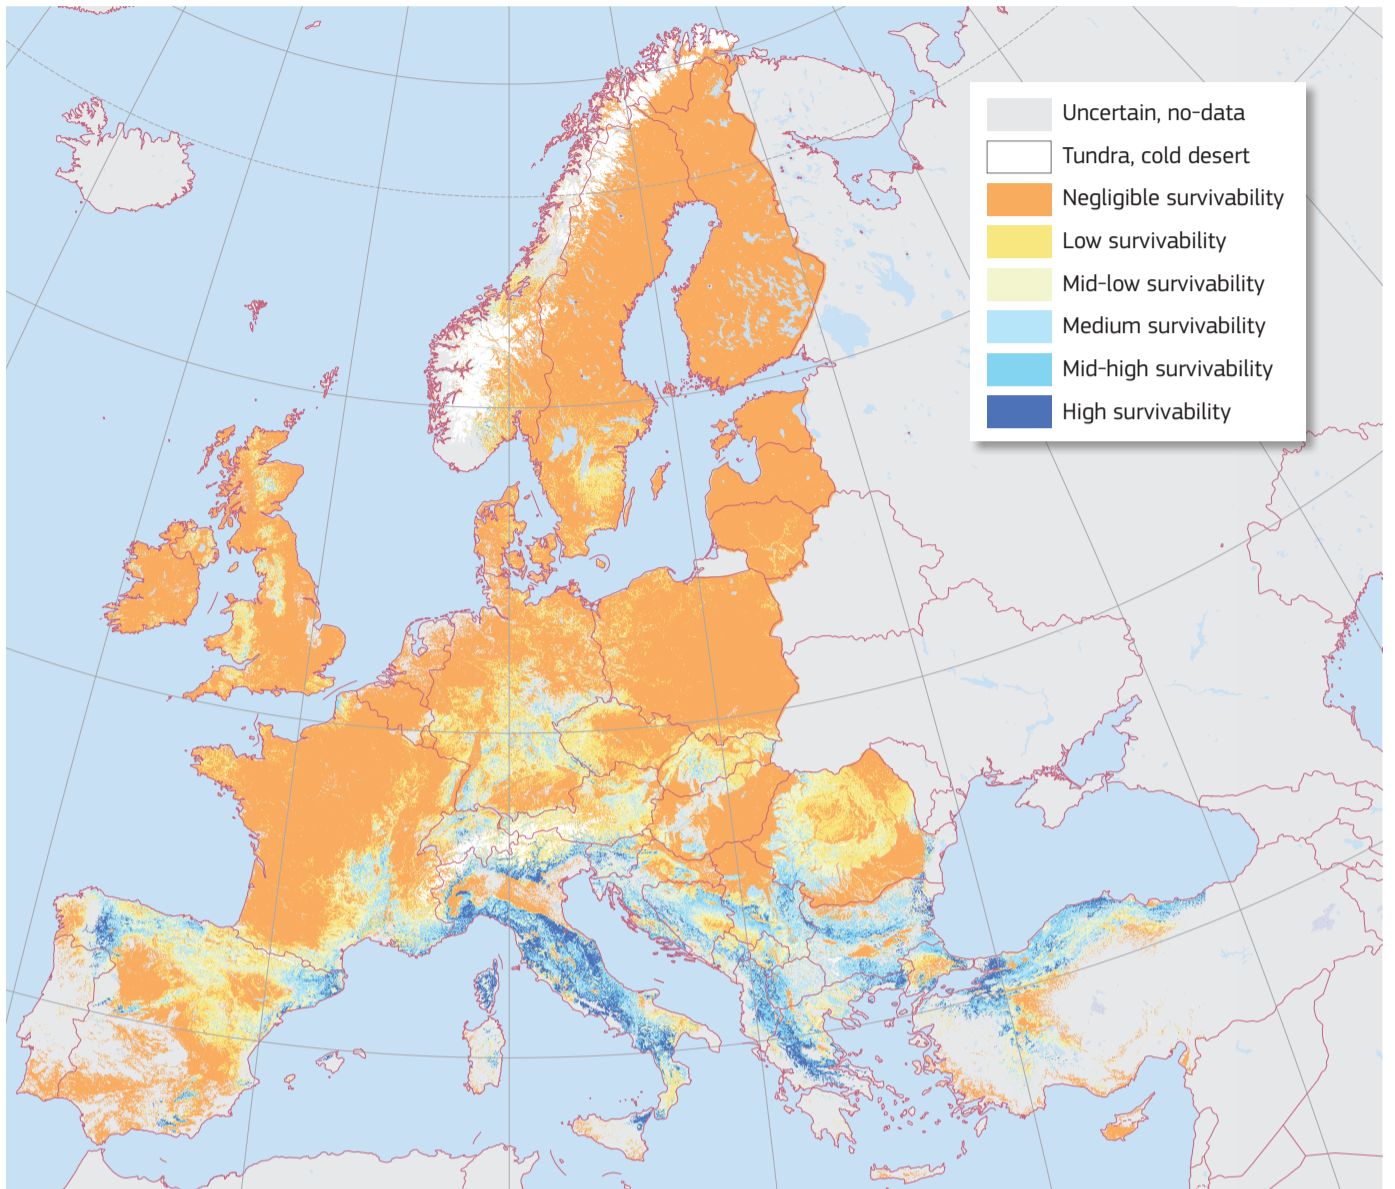 Uncertain, no-data
Tundra, cold desert
Negligible survivability
Low survivability
Mid-low survivability
Medium survivability
Mid-high survivability
High survivability